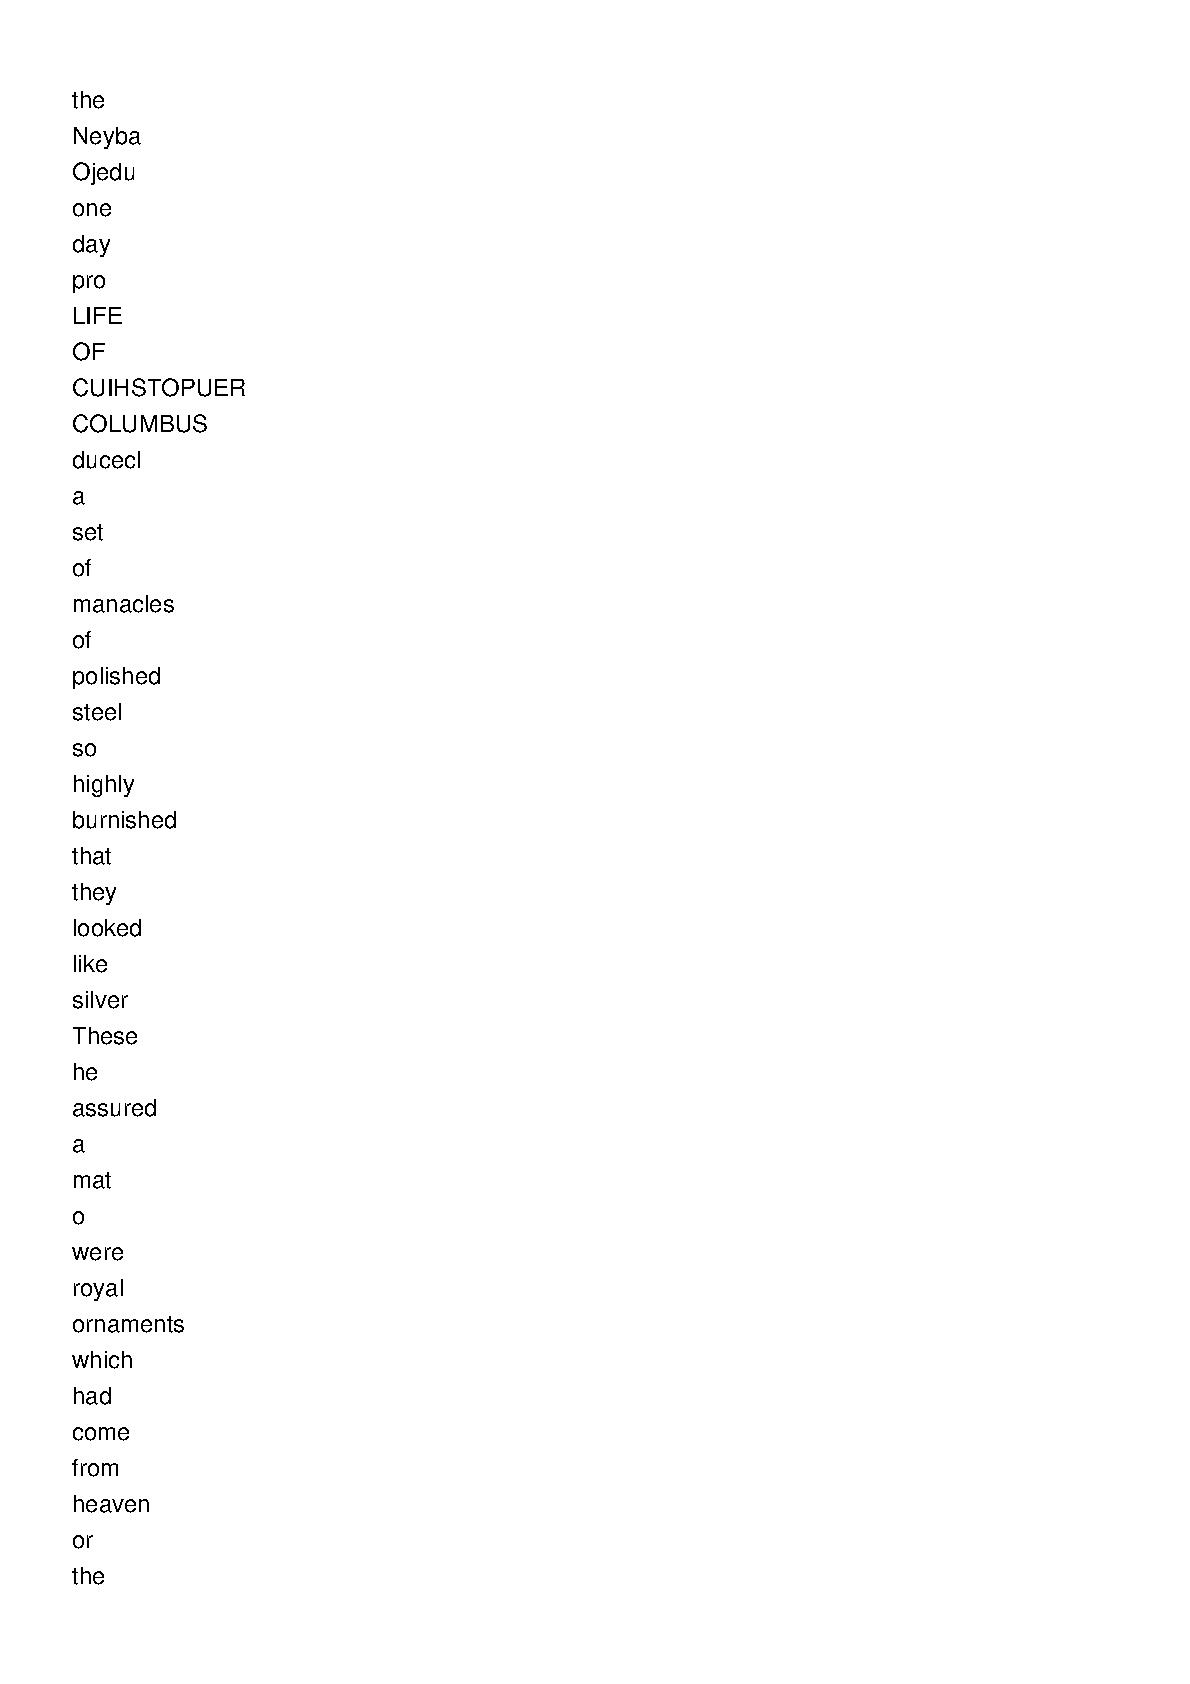 the
Neyba
Ojedu
one
day
pro
LIFE
OF
CUIHSTOPUER
COLUMBUS
ducecl
a
set
of
manacles
of
polished
steel
so
highly
burnished
that
they
looked
like
silver
These
he
assured
a
mat
o
were
royal
ornaments
which
had
come
from
heaven
or
the